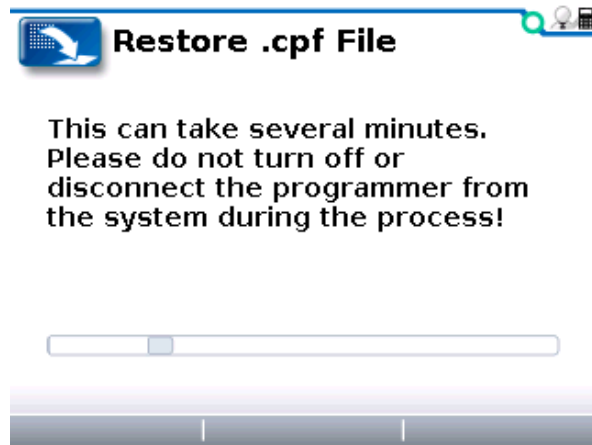 Restore .cpf File
This can take several minutes.
Please do not turn off or
disconnect the programmer from
the system during the process!